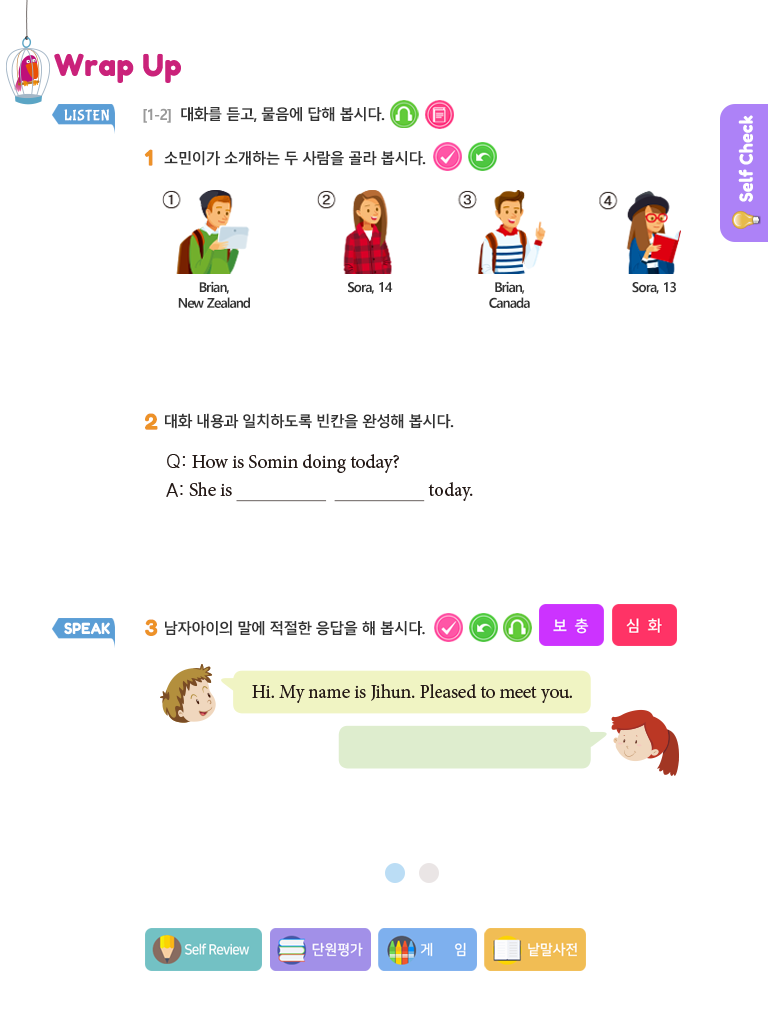 Wrap Up
LISTEN
[1-2] 대화를 듣고, 물음에 답해 봅시다.
Self Check
1 소민이가 소개하는 두 사람을 골라 봅시다.
① ② ③ ④
Brian, Sora, 14 Brian, Sora, 13
New Zealand Canada
2 대화 내용과 일치하도록 빈칸을 완성해 봅시다.
Q: How is Somin doing today?
A: She is __________ __________ today.
SPEAK
3 남자아이의 말에 적절한 응답을 해 봅시다.
보 충 심 화
Hi. My name is Jihun. Pleased to meet you.
Self Review 단원평가 게 임 낱말사전